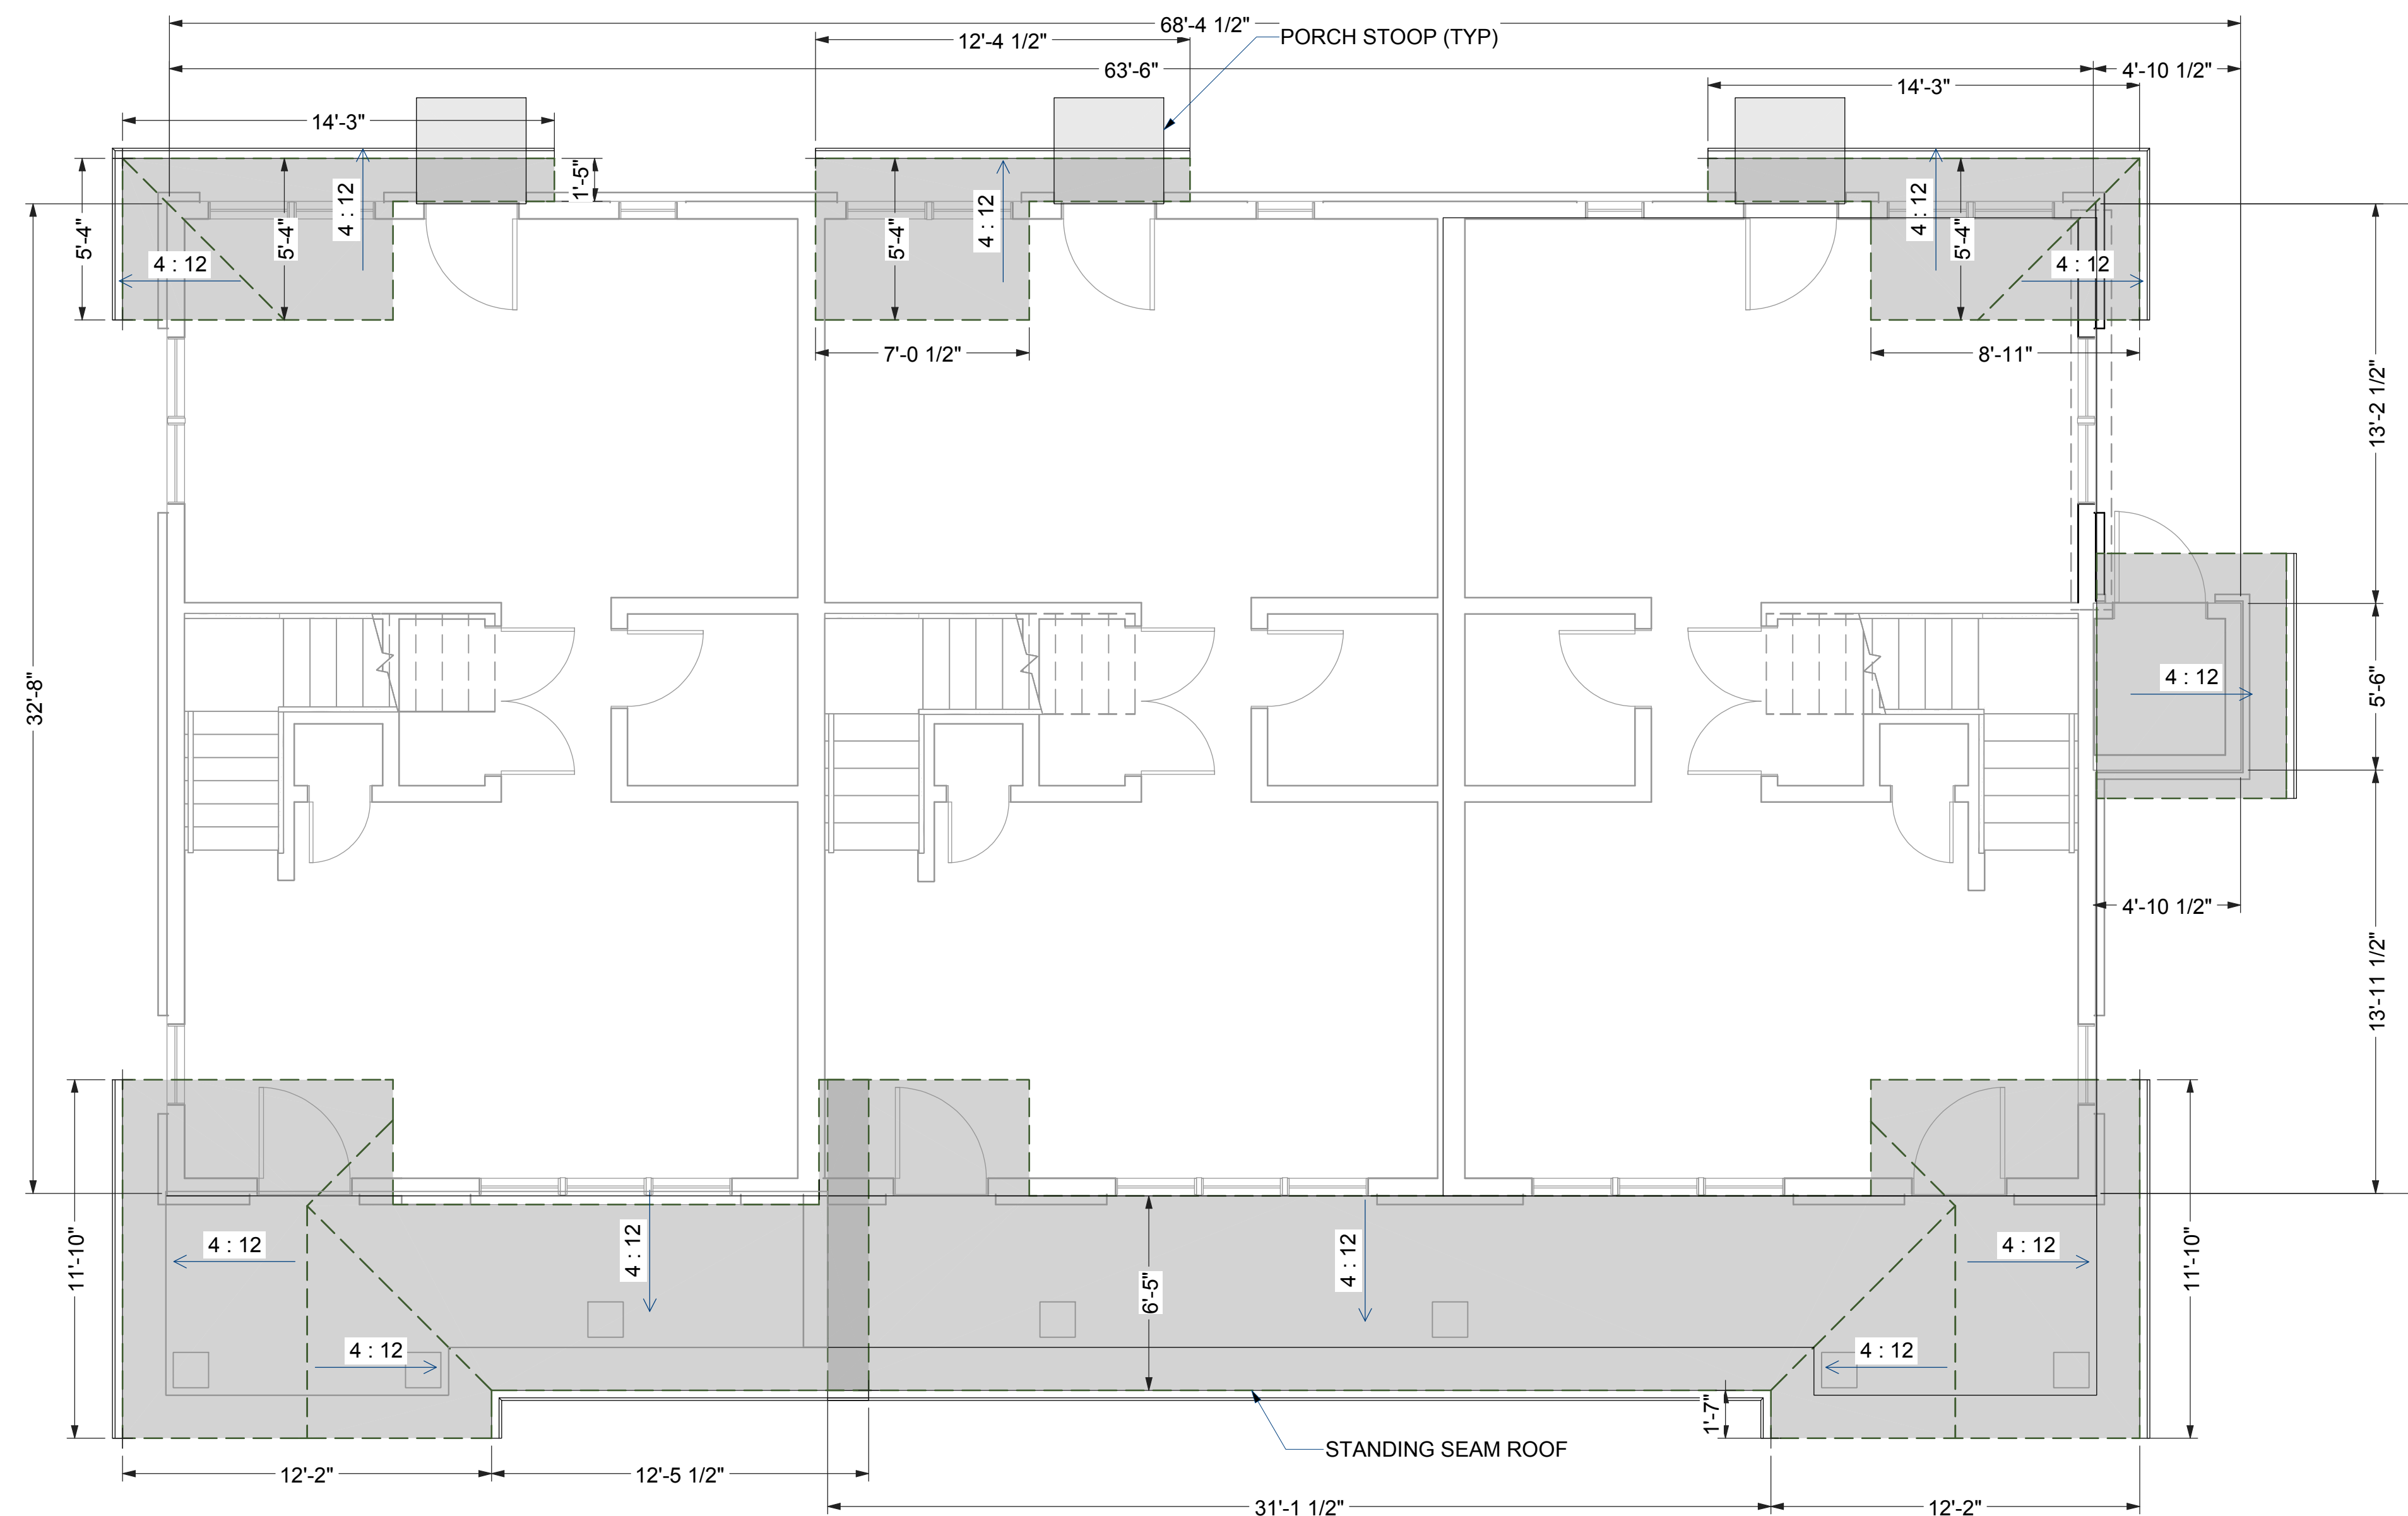 68'-4 1/2"
12'-4 1/2"
PORCH STOOP (TYP)
63'-6"
4'-10 1/2"
14'-3"
14'-3"
5'-4"
5'-4"
4 : 12
1'-5"
5'-4"
4 : 12
4 : 12
5'-4"
4 : 12
4 : 12
7'-0 1/2"
8'-11"
13'-2 1/2"
32'-8"
4 : 12
5'-6"
4'-10 1/2"
13'-11 1/2"
11'-10"
4 : 12
4 : 12
6'-5"
4 : 12
4 : 12
11'-10"
4 : 12
4 : 12
1'-7"
STANDING SEAM ROOF
12'-2"
12'-5 1/2"
31'-1 1/2"
12'-2"